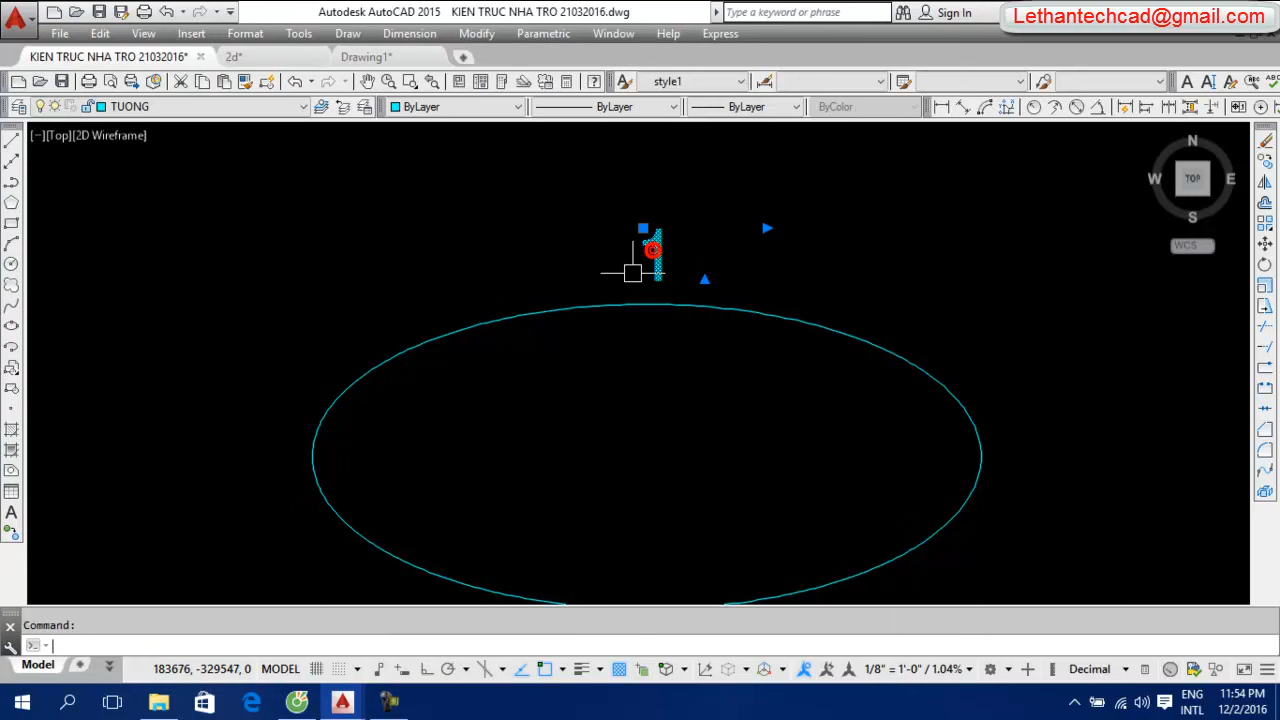 Autodesk AutoCAD 2015 KIEN TRUC NHA TRO 21032016.dwg
Type a keyword or phrase
Sign In
Lethantechcad@gmail.com
File Edit View Insert Format Tools Draw Dimension Modify Parametric Window Help Express
KIEN TRUC NHA TRO 21032016* 2d* Drawing1*
style1
TUONG ByLayer ByLayer ByLayer ByColor
[−][Top][2D Wireframe]
N
W TOP E
S
WCS
1
Command:
Model 183676, -329547, 0 MODEL 1/8" = 1'-0" / 1.04% Decimal
ENG 11:54 PM
INTL 12/2/2016